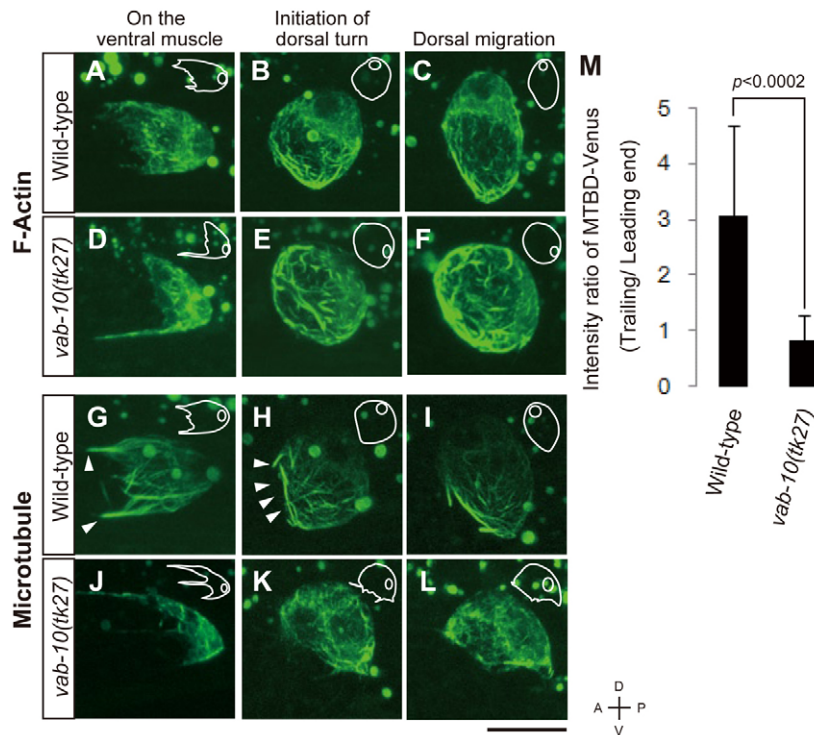 On the
ventral muscle
Initiation of
dorsal turn
Dorsal migration
F-Actin
Wild-type
A
B
C
vab-10(tk27)
D
E
F
Microtubule
Wild-type
G
H
I
vab-10(tk27)
J
K
L
M
p<0.0002
Intensity ratio of MTBD-Venus
(Trailing/ Leading end)
5
4
3
2
1
0
Wild-type
vab-10(tk27)
D
A P
V